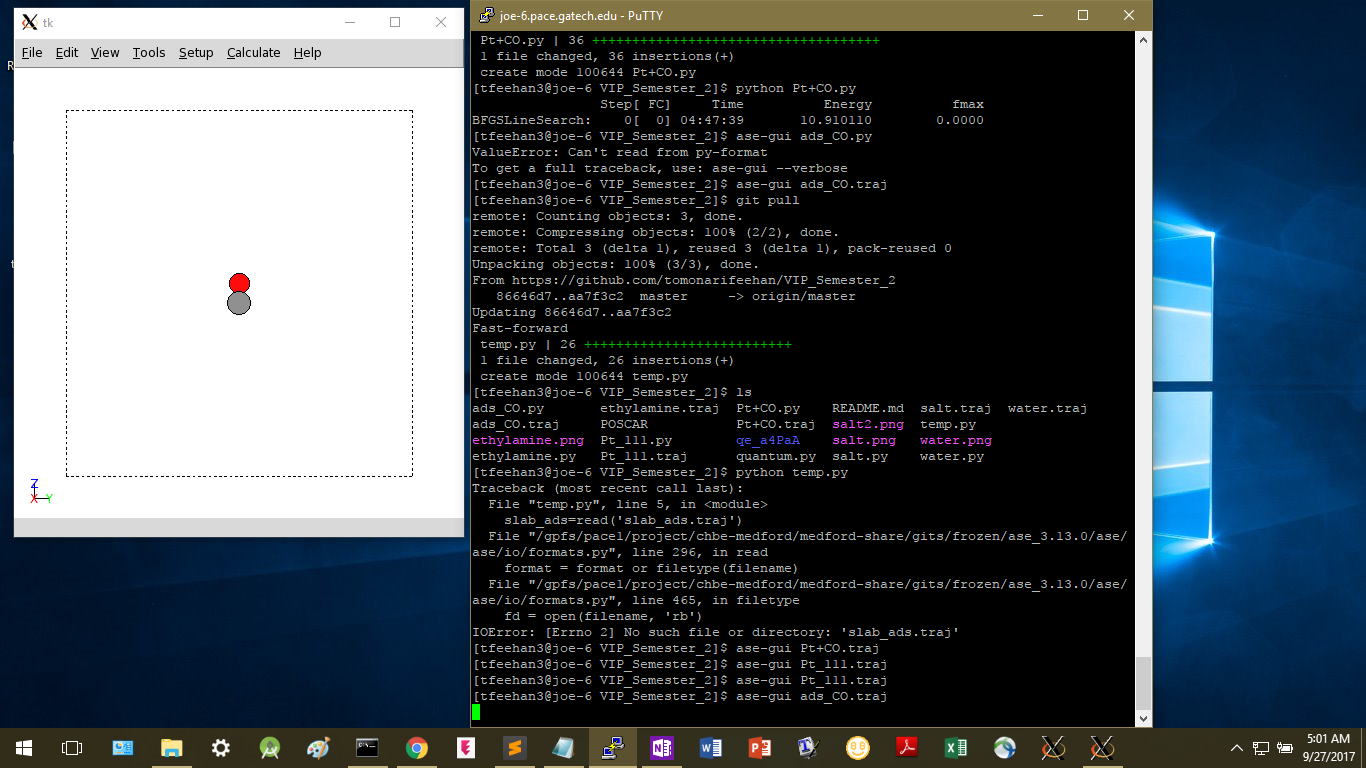 tk
File Edit View Tools Setup Calculate Help
Z
X Y
joe-6.pace.gatech.edu - PuTTY
Pt+CO.py | 36 ++++++++++++++++++++++++++++++++++++
1 file changed, 36 insertions(+)
create mode 100644 Pt+CO.py
[tfeehan3@joe-6 VIP_Semester_2]$ python Pt+CO.py
Step[ FC] Time Energy fmax
BFGSLineSearch: 0[ 0] 04:47:39 10.910110 0.0000
[tfeehan3@joe-6 VIP_Semester_2]$ ase-gui ads_CO.py
ValueError: Can't read from py-format
To get a full traceback, use: ase-gui --verbose
[tfeehan3@joe-6 VIP_Semester_2]$ ase-gui ads_CO.traj
[tfeehan3@joe-6 VIP_Semester_2]$ git pull
remote: Counting objects: 3, done.
remote: Compressing objects: 100% (2/2), done.
remote: Total 3 (delta 1), reused 3 (delta 1), pack-reused 0
Unpacking objects: 100% (3/3), done.
From https://github.com/tomonarifeehan/VIP_Semester_2
86646d7..aa7f3c2 master -> origin/master
Updating 86646d7..aa7f3c2
Fast-forward
temp.py | 26 ++++++++++++++++++++++++++
1 file changed, 26 insertions(+)
create mode 100644 temp.py
[tfeehan3@joe-6 VIP_Semester_2]$ ls
ads_CO.py ethylamine.traj Pt+CO.py README.md salt.traj water.traj
ads_CO.traj POSCAR Pt+CO.traj salt2.png temp.py
ethylamine.png Pt_111.py qe_a4PaA salt.png water.png
ethylamine.py Pt_111.traj quantum.py salt.py water.py
[tfeehan3@joe-6 VIP_Semester_2]$ python temp.py
Traceback (most recent call last):
File "temp.py", line 5, in <module>
slab_ads=read('slab_ads.traj')
File "/gpfs/pace1/project/chbe-medford/medford-share/gits/frozen/ase_3.13.0/ase/
ase/io/formats.py", line 296, in read
format = format or filetype(filename)
File "/gpfs/pace1/project/chbe-medford/medford-share/gits/frozen/ase_3.13.0/ase/
ase/io/formats.py", line 465, in filetype
fd = open(filename, 'rb')
IOError: [Errno 2] No such file or directory: 'slab_ads.traj'
[tfeehan3@joe-6 VIP_Semester_2]$ ase-gui Pt+CO.traj
[tfeehan3@joe-6 VIP_Semester_2]$ ase-gui Pt_111.traj
[tfeehan3@joe-6 VIP_Semester_2]$ ase-gui Pt_111.traj
[tfeehan3@joe-6 VIP_Semester_2]$ ase-gui ads_CO.traj
5:01 AM
9/27/2017